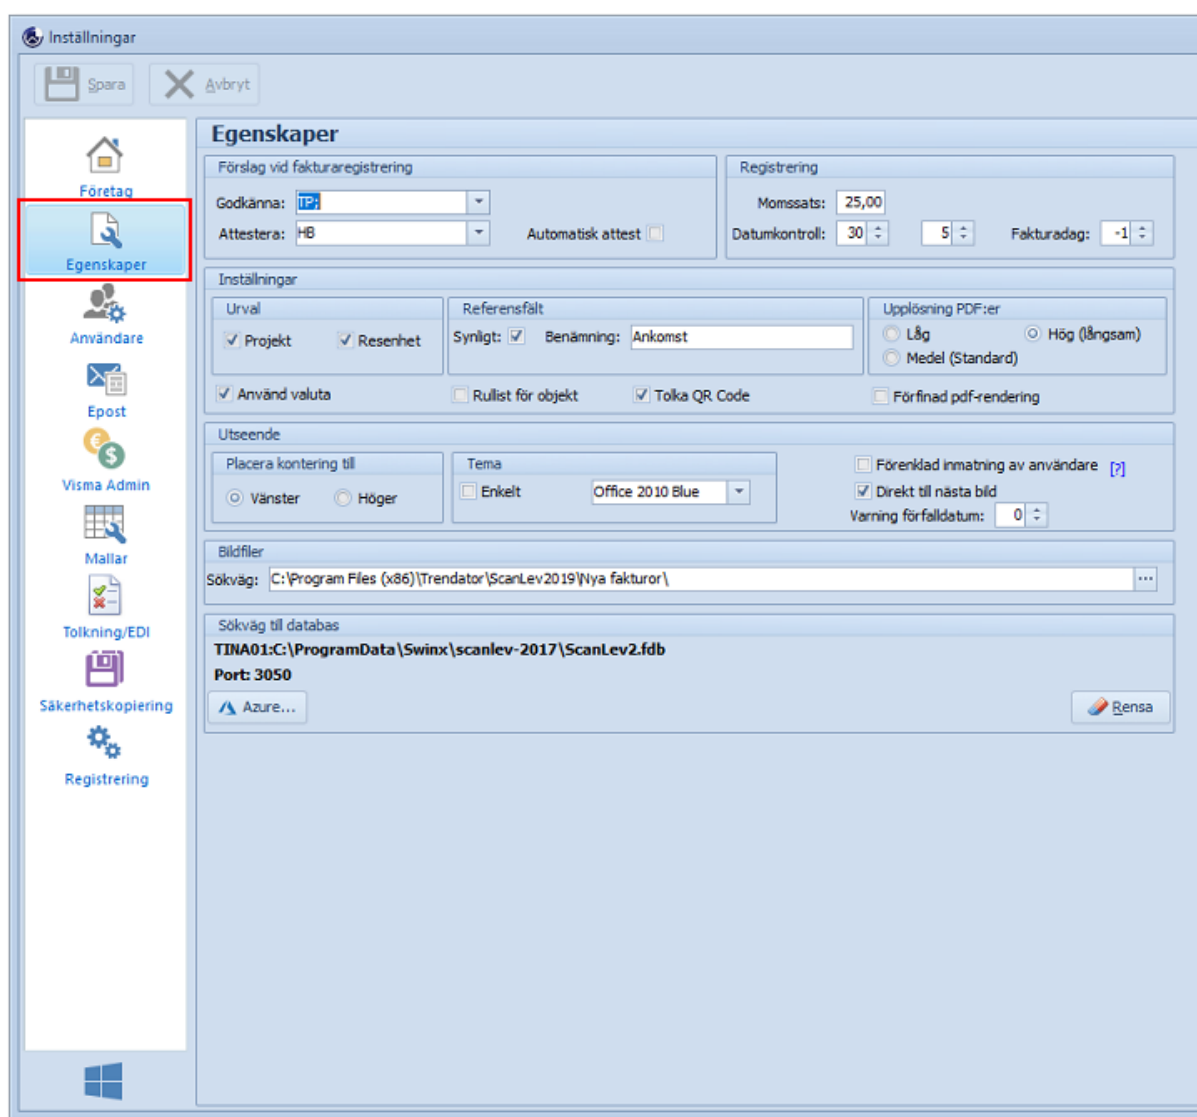 Inställningar
Spara Avbryt
Företag
Egenskaper
Användare
Epost
Visma Admin
Mallar
Tolkning/EDI
Säkerhetskopiering
Registrering
Egenskaper
Förslag vid fakturaregistrering
Godkänna: TP;
Attestera: HB Automatisk attest
Registrering
Momssats: 25,00
Datumkontroll: 30 5 Fakturadag: -1
Inställningar
Urval
Projekt Resenhet
Referensfält
Synligt: Benämning: Ankomst
Upplösning PDF:er
Låg Hög (långsam)
Medel (Standard)
Använd valuta Rullist för objekt Tolka QR Code Förfinad pdf-rendering
Utseende
Placera kontering till
Vänster Höger
Tema
Enkelt Office 2010 Blue
Förenklad inmatning av användare [?]
Direkt till nästa bild
Varning förfalldatum: 0
Bildfiler
Sökväg: C:\Program Files (x86)\Trendator\ScanLev2019\Nya fakturor\ ...
Sökväg till databas
TINA01:C:\ProgramData\Swinx\scanlev-2017\ScanLev2.fdb
Port: 3050
Azure... Rensa